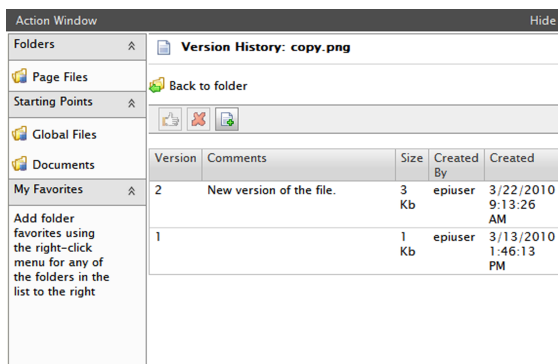 Action Window Hide
Folders
Page Files
Starting Points
Global Files
Documents
My Favorites
Add folder
favorites using
the right-click
menu for any of
the folders in the
list to the right
Version History: copy.png
Back to folder
Version Comments Size Created By Created
2 New version of the file. 3 Kb epiuser 3/22/2010 9:13:26 AM
1 1 Kb epiuser 3/13/2010 1:46:13 PM